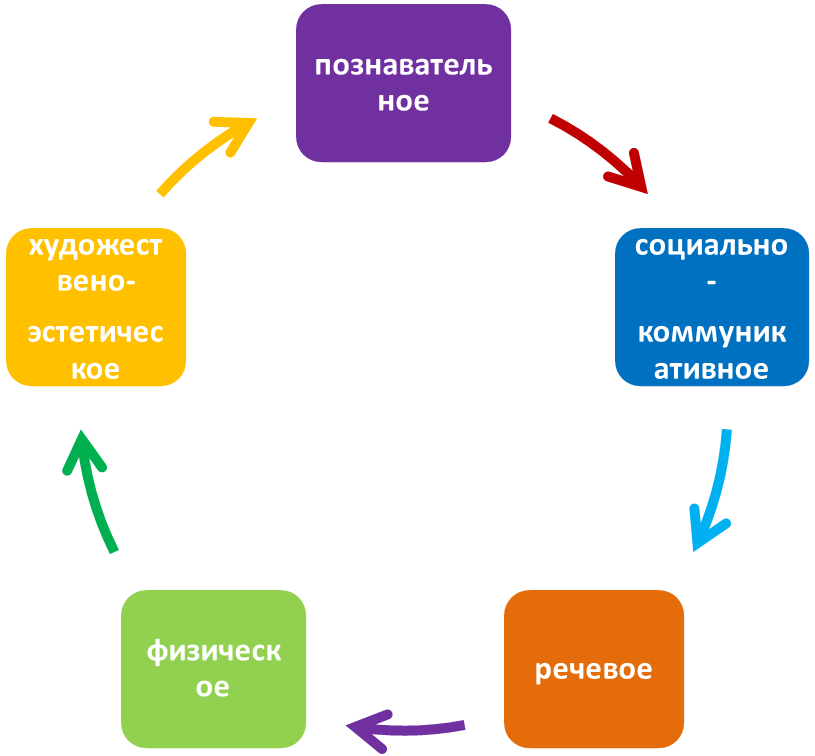 познаватель
ное
социально
-
коммуник
ативное
речевое
физическ
ое
художест
вено-
эстетичес
кое